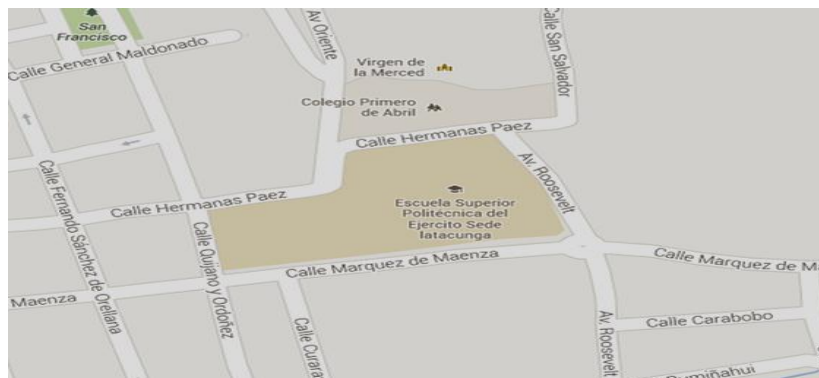 San
Francisco
Calle General Maldonado
Av Oriente
Calle San Salvador
Virgen de
la Merced
Colegio Primero
de Abril
Calle Hermanas Paez
Av. Roosevelt
Calle Fernando Sánchez de Orellana
Calle Hermanas Paez
Escuela Superior
Politécnica del
Ejercito Sede
latacunga
Calle Quijano y Ordoñez
Calle Marquez de Maenza
Calle Marquez de M
Maenza
Calle Curara
Av. Roosevelt
Calle Carabobo